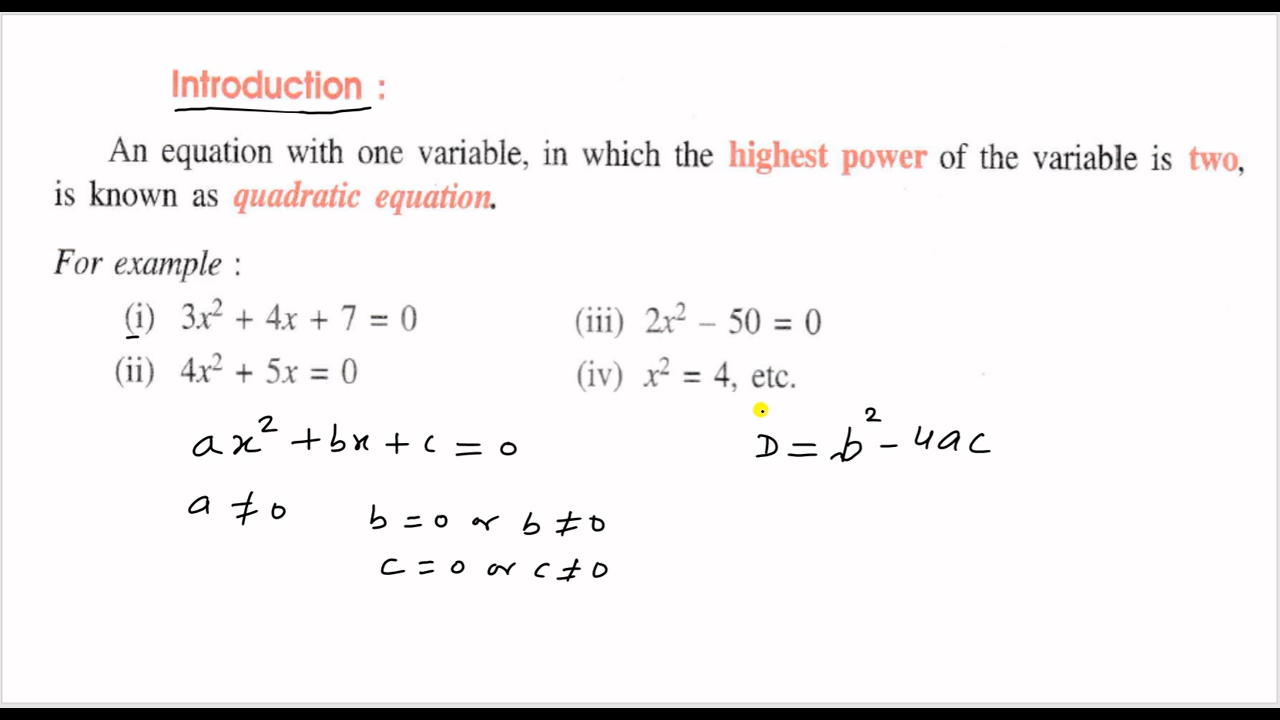 Introduction :
An equation with one variable, in which the highest power of the variable is two,
is known as quadratic equation.
For example :
(i) 3x² + 4x + 7 = 0
(iii) 2x² – 50 = 0
(ii) 4x² + 5x = 0
(iv) x² = 4, etc.
ax² + bx + c = 0
D = b² - 4ac
a ≠ 0
b = 0 or b ≠ 0
c = 0 or c ≠ 0